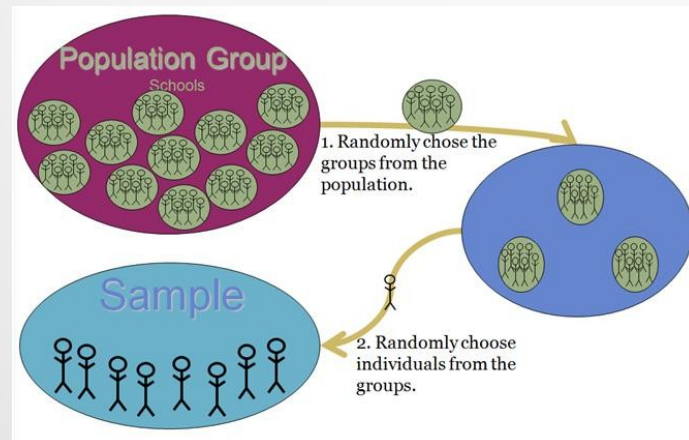 Population Group
Schools
1. Randomly chose the
groups from the
population.
Sample
2. Randomly choose
individuals from the
groups.